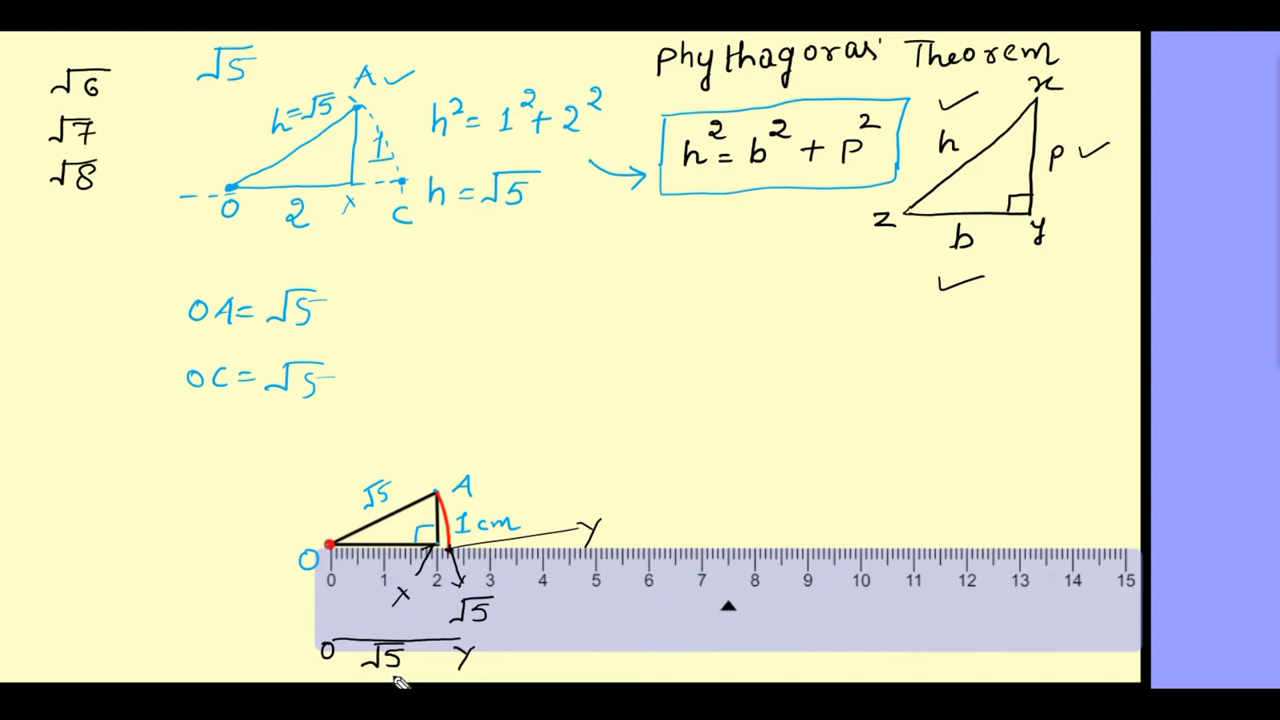 √6
√7
√8
√5
A
h=√5
1
O
2
x
C
h²= 1²+ 2²
h = √5
Phythagoras' Theorem
h² = b² + P²
x
h
P
z
b
y
OA= √5
OC= √5
√5
A
1 cm
Y
O
0 1 2 3 4 5 6 7 8 9 10 11 12 13 14 15
x
√5
O √5 Y